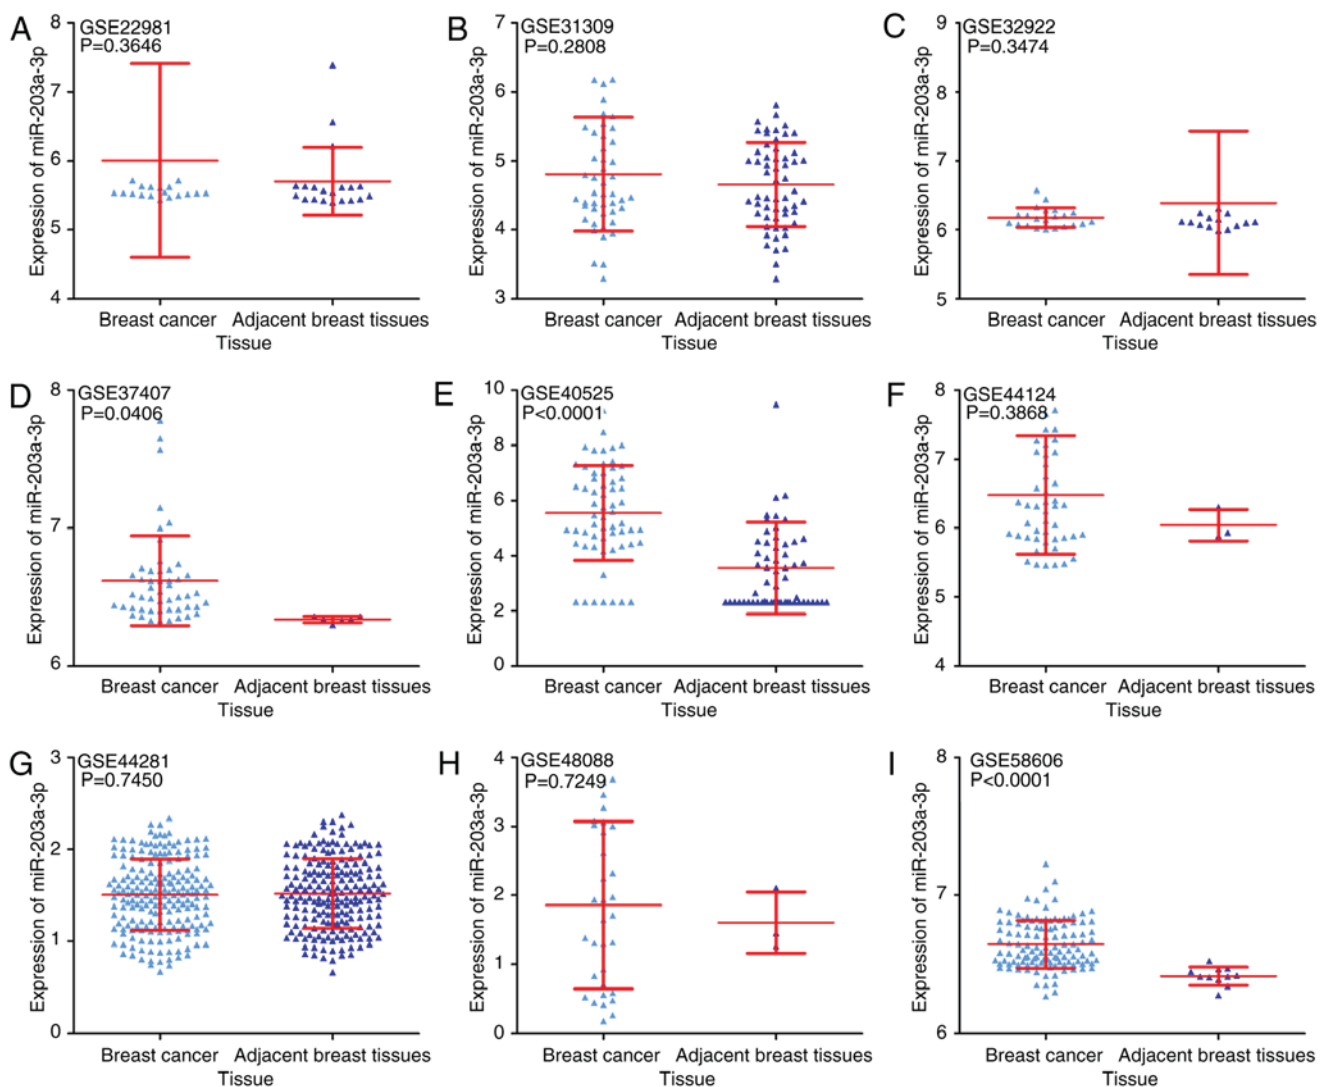 A
GSE22981
P=0.3646
Expression of miR-203a-3p
8
7
6
5
4
Breast cancer
Adjacent breast tissues
Tissue
B
GSE31309
P=0.2808
Expression of miR-203a-3p
7
6
5
4
3
Breast cancer
Adjacent breast tissues
Tissue
C
GSE32922
P=0.3474
Expression of miR-203a-3p
9
8
7
6
5
Breast cancer
Adjacent breast tissues
Tissue
D
GSE37407
P=0.0406
Expression of miR-203a-3p
8
7
6
Breast cancer
Adjacent breast tissues
Tissue
E
GSE40525
P<0.0001
Expression of miR-203a-3p
10
8
6
4
2
0
Breast cancer
Adjacent breast tissues
Tissue
F
GSE44124
P=0.3868
Expression of miR-203a-3p
8
7
6
5
4
Breast cancer
Adjacent breast tissues
Tissue
G
GSE44281
P=0.7450
Expression of miR-203a-3p
3
2
1
0
Breast cancer
Adjacent breast tissues
Tissue
H
GSE48088
P=0.7249
Expression of miR-203a-3p
4
3
2
1
0
Breast cancer
Adjacent breast tissues
Tissue
I
GSE58606
P<0.0001
Expression of miR-203a-3p
8
7
6
Breast cancer
Adjacent breast tissues
Tissue